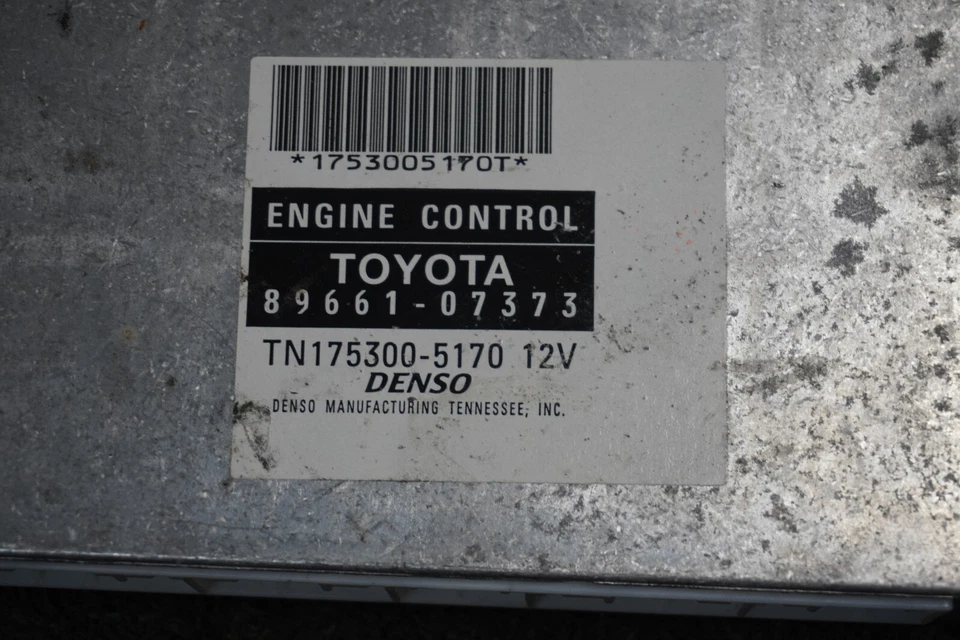 *1753005170T*
ENGINE CONTROL
TOYOTA
89661-07373
TN175300-5170 12V
DENSO
DENSO MANUFACTURING TENNESSEE, INC.